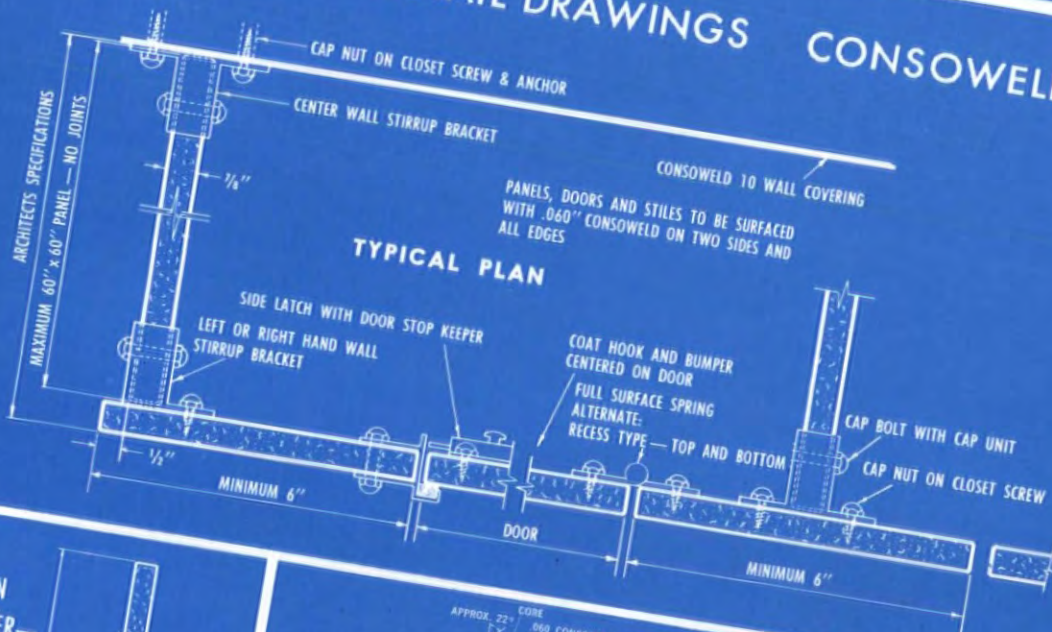 DRAWINGS CONSOWEL
CAP NUT ON CLOSET SCREW & ANCHOR
CENTER WALL STIRRUP BRACKET
CONSOWELD 10 WALL COVERING
ARCHITECTS SPECIFICATIONS
MAXIMUM 60" x 60" PANEL — NO JOINTS
7/8"
PANELS, DOORS AND STILES TO BE SURFACED
WITH .060" CONSOWELD ON TWO SIDES AND
ALL EDGES
TYPICAL PLAN
SIDE LATCH WITH DOOR STOP KEEPER
LEFT OR RIGHT HAND WALL
STIRRUP BRACKET
COAT HOOK AND BUMPER
CENTERED ON DOOR
FULL SURFACE SPRING
ALTERNATE:
RECESS TYPE — TOP AND BOTTOM
CAP BOLT WITH CAP UNIT
CAP NUT ON CLOSET SCREW
1/2"
MINIMUM 6"
DOOR
MINIMUM 6"
APPROX. 22"
CORE